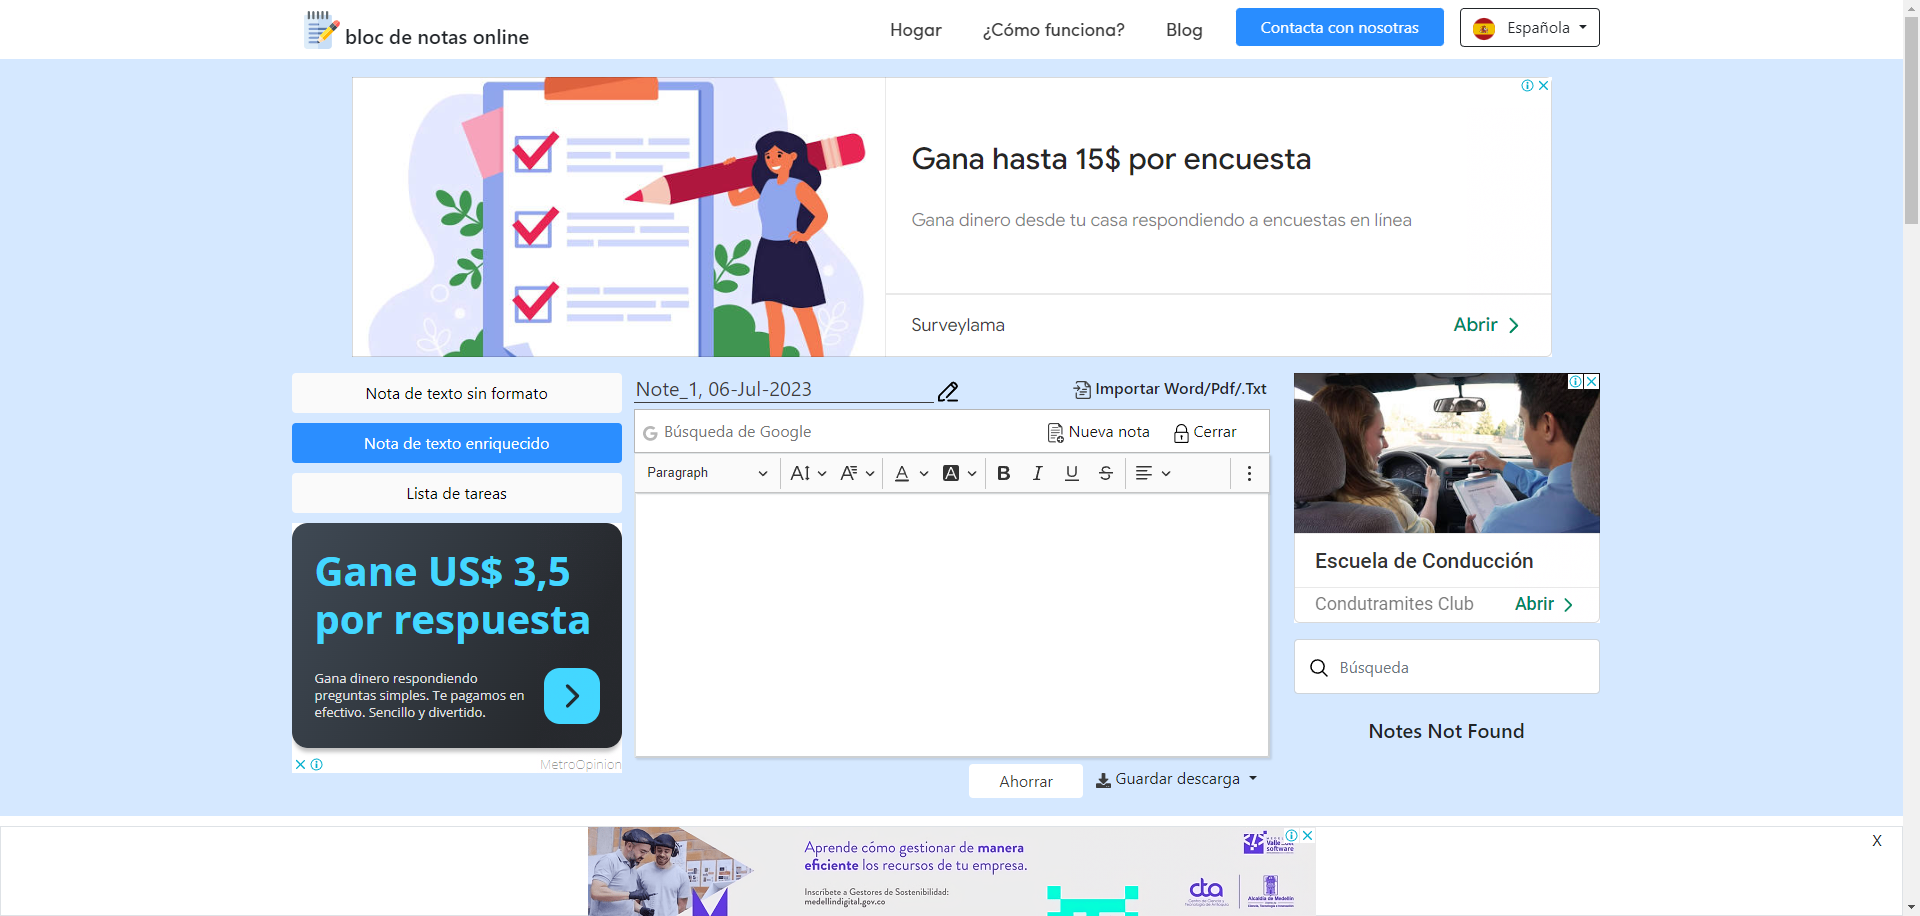 bloc de notas online
Hogar
¿Cómo funciona?
Blog
Contacta con nosotras
Española
Gana hasta 15$ por encuesta
Gana dinero desde tu casa respondiendo a encuestas en línea
Surveylama
Abrir
Nota de texto sin formato
Nota de texto enriquecido
Lista de tareas
Gane US$ 3,5
por respuesta
Gana dinero respondiendo
preguntas simples. Te pagamos en
efectivo. Sencillo y divertido.
MetroOpinion
Note_1, 06-Jul-2023
Importar Word/Pdf/.Txt
Búsqueda de Google
Nueva nota
Cerrar
Paragraph
Ahorrar
Guardar descarga
Escuela de Conducción
Condutramites Club
Abrir
Búsqueda
Notes Not Found
Aprende cómo gestionar de manera
eficiente los recursos de tu empresa.
Inscríbete a Gestores de Sostenibilidad:
medellindigital.gov.co
software
cta
Alcaldía de Medellín
X